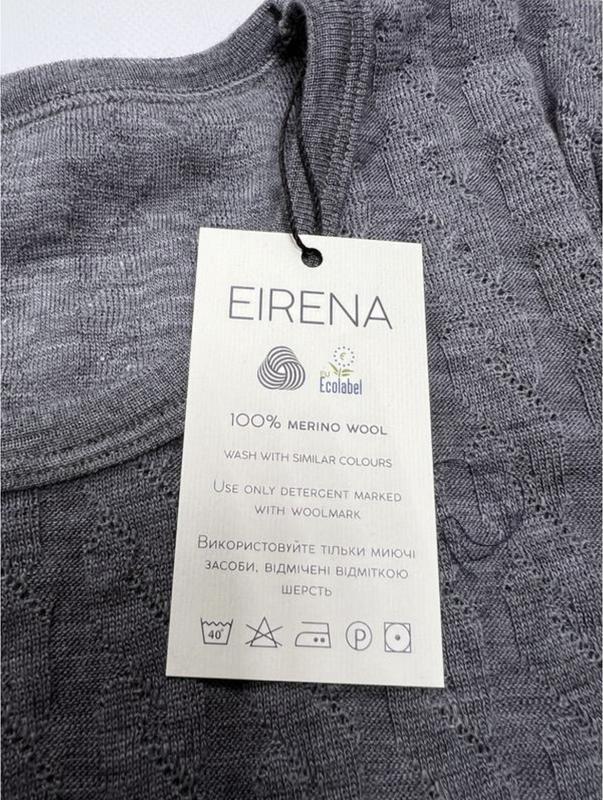 EIRENA
EU
Ecolabel
100% MERINO WOOL
WASH WITH SIMILAR COLOURS
USE ONLY DETERGENT MARKED
WITH WOOLMARK
ВИКОРИСТОВУЙТЕ ТІЛЬКИ МИЮЧІ
ЗАСОБИ, ВІДМІЧЕНІ ВІДМІТКОЮ
ШЕРСТЬ
40° P